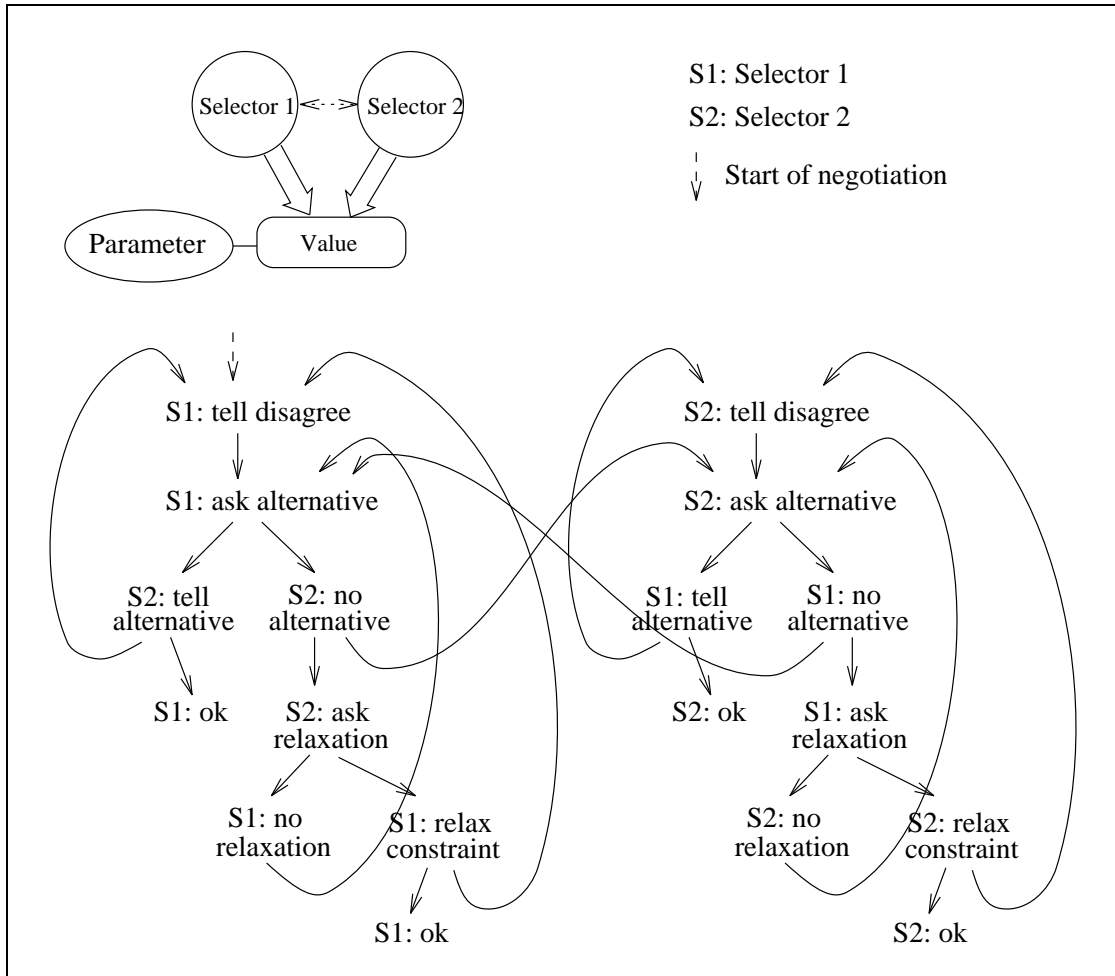 Selector 1
Selector 2
S1: Selector 1
S2: Selector 2
Start of negotiation
Parameter
Value
S1: tell disagree
S2: tell disagree
S1: ask alternative
S2: ask alternative
S2: tell
alternative
S2: no
alternative
S1: tell
alternative
S1: no
alternative
S1: ok
S2: ask
relaxation
S2: ok
S1: ask
relaxation
S1: no
relaxation
S1: relax
constraint
S2: no
relaxation
S2: relax
constraint
S1: ok
S2: ok